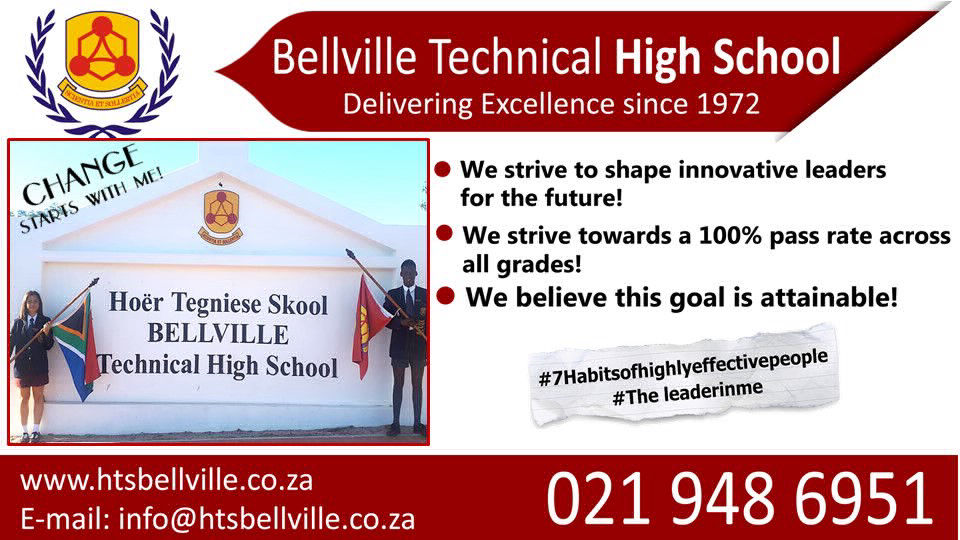 SCIENTIA ET SOLLERTIA
Bellville Technical High School
Delivering Excellence since 1972
CHANGE
STARTS WITH ME!
Hoër Tegniese Skool
BELLVILLE
Technical High School
We strive to shape innovative leaders
for the future!
We strive towards a 100% pass rate across
all grades!
We believe this goal is attainable!
#7Habitsofhighlyeffectivepeople
#The leaderinme
www.htsbellville.co.za
E-mail: info@htsbellville.co.za
021 948 6951